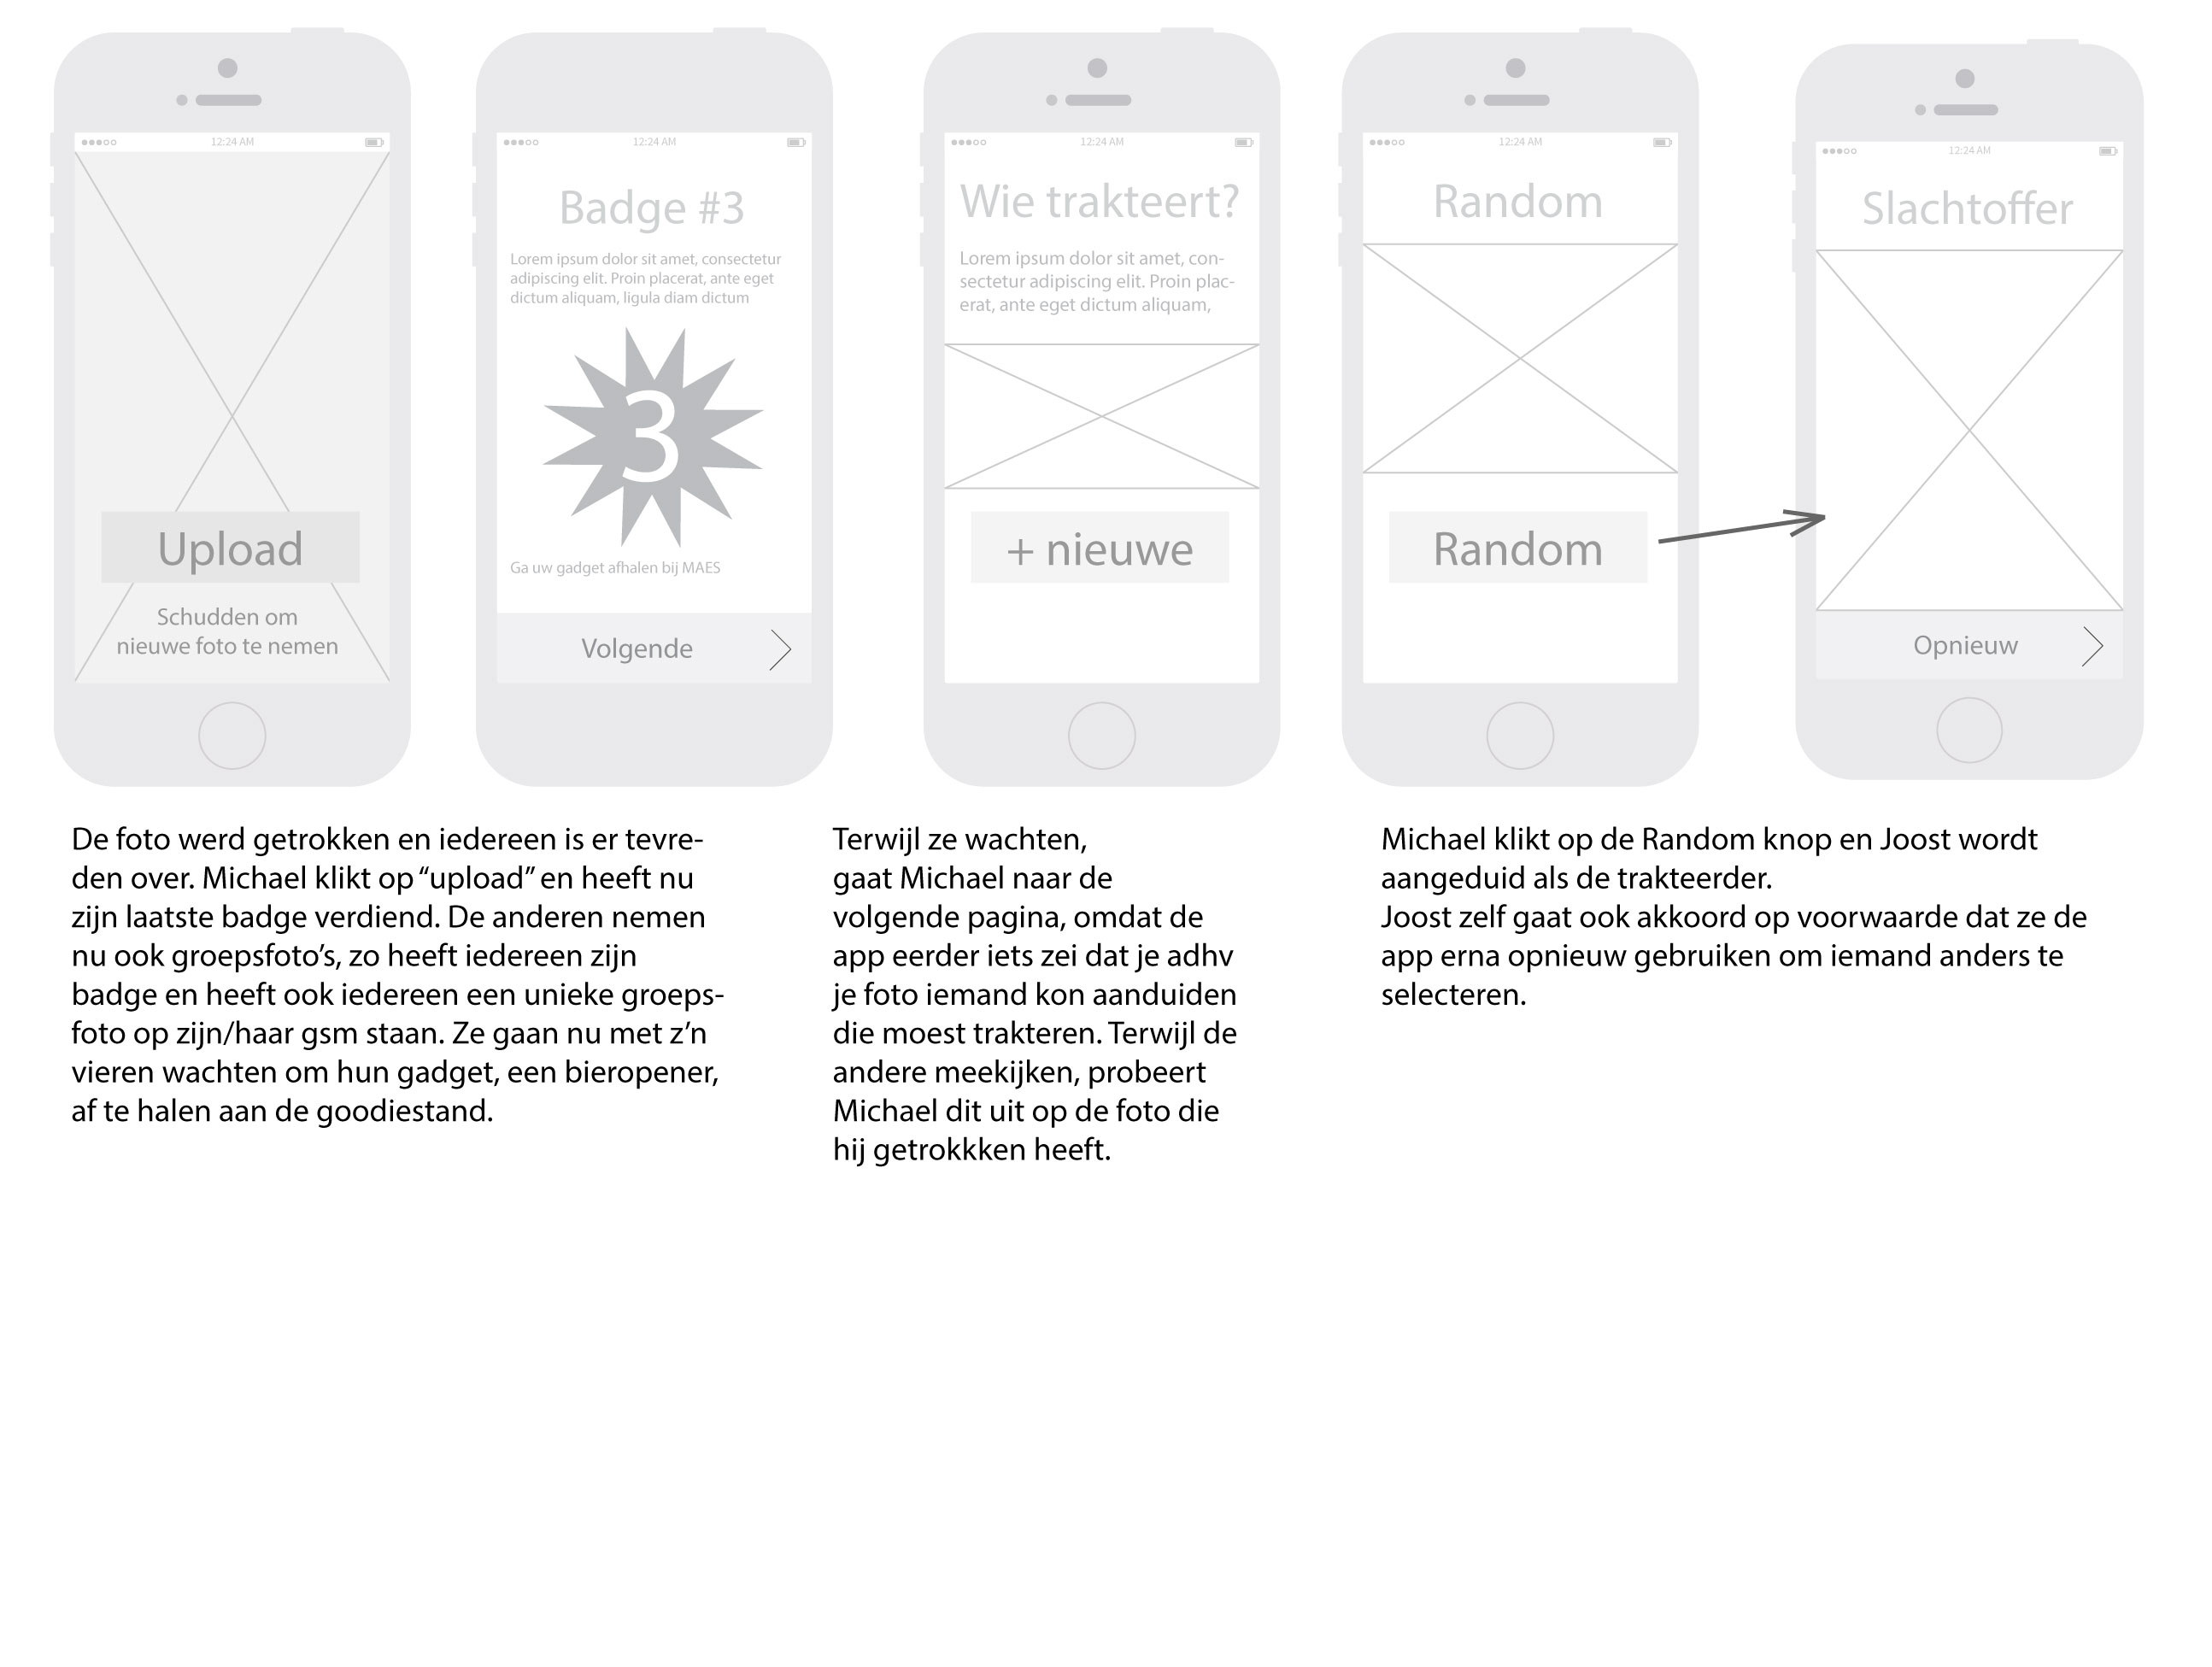 12:24 AM
Upload
Schudden om
nieuwe foto te nemen
12:24 AM
Badge #3
Lorem ipsum dolor sit amet, consectetur
adipiscing elit. Proin placerat, ante eget
dictum aliquam, ligula diam dictum
3
Ga uw gadget afhalen bij MAES
Volgende
12:24 AM
Wie trakteert?
Lorem ipsum dolor sit amet, con-
sectetur adipiscing elit. Proin plac-
erat, ante eget dictum aliquam,
+ nieuwe
12:24 AM
Random
Random
12:24 AM
Slachtoffer
Opnieuw
De foto werd getrokken en iedereen is er tevre-
den over. Michael klikt op “upload” en heeft nu
zijn laatste badge verdiend. De anderen nemen
nu ook groepsfoto’s, zo heeft iedereen zijn
badge en heeft ook iedereen een unieke groeps-
foto op zijn/haar gsm staan. Ze gaan nu met z’n
vieren wachten om hun gadget, een bieropener,
af te halen aan de goodiestand.
Terwijl ze wachten,
gaat Michael naar de
volgende pagina, omdat de
app eerder iets zei dat je adhv
je foto iemand kon aanduiden
die moest trakteren. Terwijl de
andere meekijken, probeert
Michael dit uit op de foto die
hij getrokkken heeft.
Michael klikt op de Random knop en Joost wordt
aangeduid als de trakteerder.
Joost zelf gaat ook akkoord op voorwaarde dat ze de
app erna opnieuw gebruiken om iemand anders te
selecteren.